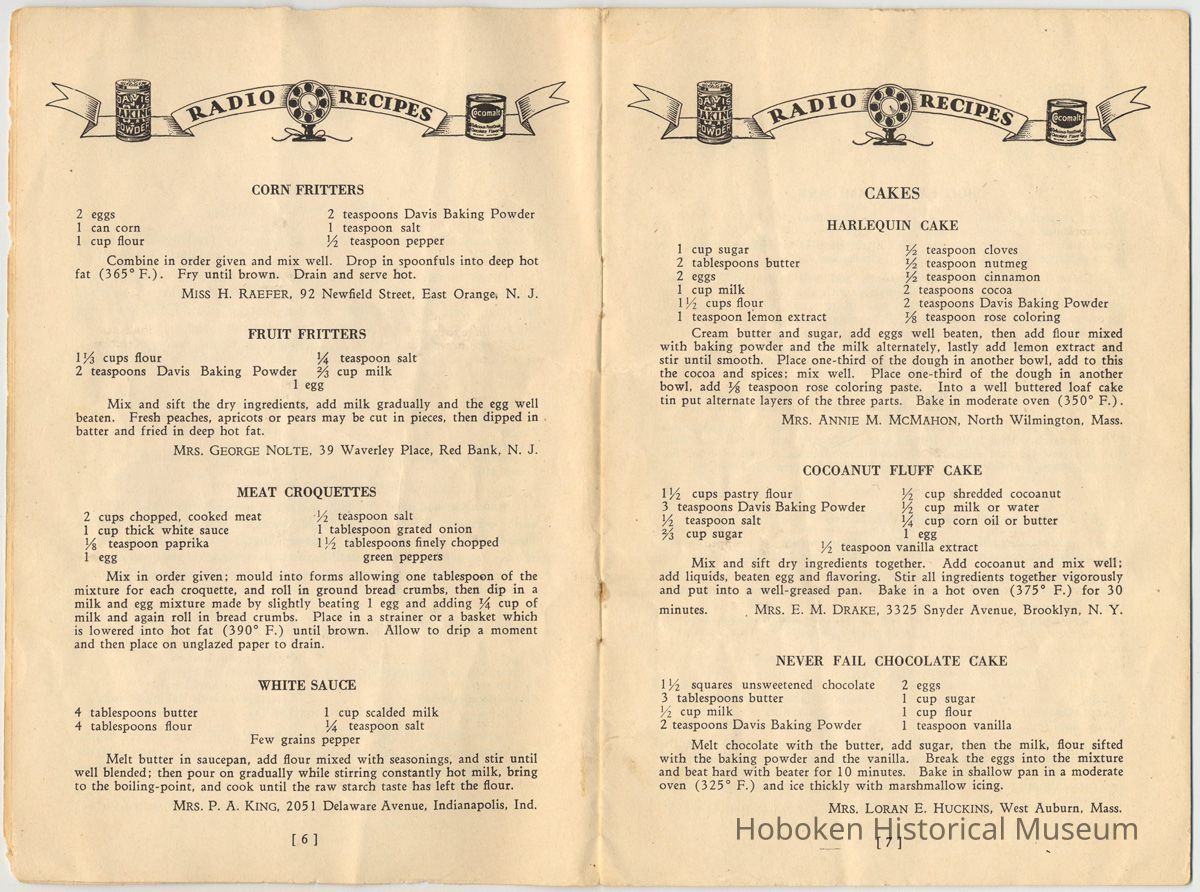 DAVIS
O K
BAKING
POWDER
RADIO RECIPES
Cocomalt
CORN FRITTERS
2 eggs
1 can corn
1 cup flour
2 teaspoons Davis Baking Powder
1 teaspoon salt
½ teaspoon pepper
Combine in order given and mix well. Drop in spoonfuls into deep hot
fat (365° F.). Fry until brown. Drain and serve hot.
MISS H. RAEFER, 92 Newfield Street, East Orange, N. J.
FRUIT FRITTERS
1⅓ cups flour
2 teaspoons Davis Baking Powder
¼ teaspoon salt
⅔ cup milk
1 egg
Mix and sift the dry ingredients, add milk gradually and the egg well
beaten. Fresh peaches, apricots or pears may be cut in pieces, then dipped in
batter and fried in deep hot fat.
MRS. GEORGE NOLTE, 39 Waverley Place, Red Bank, N. J.
MEAT CROQUETTES
2 cups chopped, cooked meat
1 cup thick white sauce
⅛ teaspoon paprika
1 egg
½ teaspoon salt
1 tablespoon grated onion
1½ tablespoons finely chopped
green peppers
Mix in order given; mould into forms allowing one tablespoon of the
mixture for each croquette, and roll in ground bread crumbs, then dip in a
milk and egg mixture made by slightly beating 1 egg and adding ¼ cup of
milk and again roll in bread crumbs. Place in a strainer or a basket which
is lowered into hot fat (390° F.) until brown. Allow to drip a moment
and then place on unglazed paper to drain.
WHITE SAUCE
4 tablespoons butter
4 tablespoons flour
1 cup scalded milk
¼ teaspoon salt
Few grains pepper
Melt butter in saucepan, add flour mixed with seasonings, and stir until
well blended; then pour on gradually while stirring constantly hot milk, bring
to the boiling-point, and cook until the raw starch taste has left the flour.
MRS. P. A. KING, 2051 Delaware Avenue, Indianapolis, Ind.
[ 6 ]
DAVIS
O K
BAKING
POWDER
RADIO RECIPES
Cocomalt
CAKES
HARLEQUIN CAKE
1 cup sugar
2 tablespoons butter
2 eggs
1 cup milk
1½ cups flour
1 teaspoon lemon extract
½ teaspoon cloves
½ teaspoon nutmeg
½ teaspoon cinnamon
2 teaspoons cocoa
2 teaspoons Davis Baking Powder
⅛ teaspoon rose coloring
Cream butter and sugar, add eggs well beaten, then add flour mixed
with baking powder and the milk alternately, lastly add lemon extract and
stir until smooth. Place one-third of the dough in another bowl, add to this
the cocoa and spices; mix well. Place one-third of the dough in another
bowl, add ⅛ teaspoon rose coloring paste. Into a well buttered loaf cake
tin put alternate layers of the three parts. Bake in moderate oven (350° F.).
MRS. ANNIE M. MCMAHON, North Wilmington, Mass.
COCOANUT FLUFF CAKE
1½ cups pastry flour
3 teaspoons Davis Baking Powder
½ teaspoon salt
⅔ cup sugar
½ cup shredded cocoanut
½ cup milk or water
¼ cup corn oil or butter
1 egg
½ teaspoon vanilla extract
Mix and sift dry ingredients together. Add cocoanut and mix well;
add liquids, beaten egg and flavoring. Stir all ingredients together vigorously
and put into a well-greased pan. Bake in a hot oven (375° F.) for 30
minutes. MRS. E. M. DRAKE, 3325 Snyder Avenue, Brooklyn, N. Y.
NEVER FAIL CHOCOLATE CAKE
1½ squares unsweetened chocolate
3 tablespoons butter
½ cup milk
2 teaspoons Davis Baking Powder
2 eggs
1 cup sugar
1 cup flour
1 teaspoon vanilla
Melt chocolate with the butter, add sugar, then the milk, flour sifted
with the baking powder and the vanilla. Break the eggs into the mixture
and beat hard with beater for 10 minutes. Bake in shallow pan in a moderate
oven (325° F.) and ice thickly with marshmallow icing.
MRS. LORAN E. HUCKINS, West Auburn, Mass.
Hoboken Historical Museum
[ 7 ]